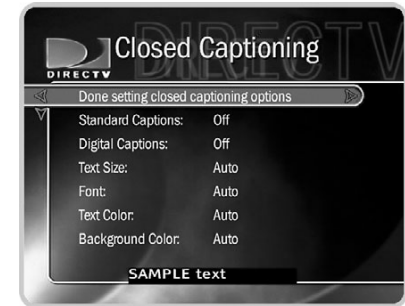 DIRECTV
Closed Captioning
DIRECTV
Done setting closed captioning options
Standard Captions: Off
Digital Captions: Off
Text Size: Auto
Font: Auto
Text Color: Auto
Background Color: Auto
SAMPLE text